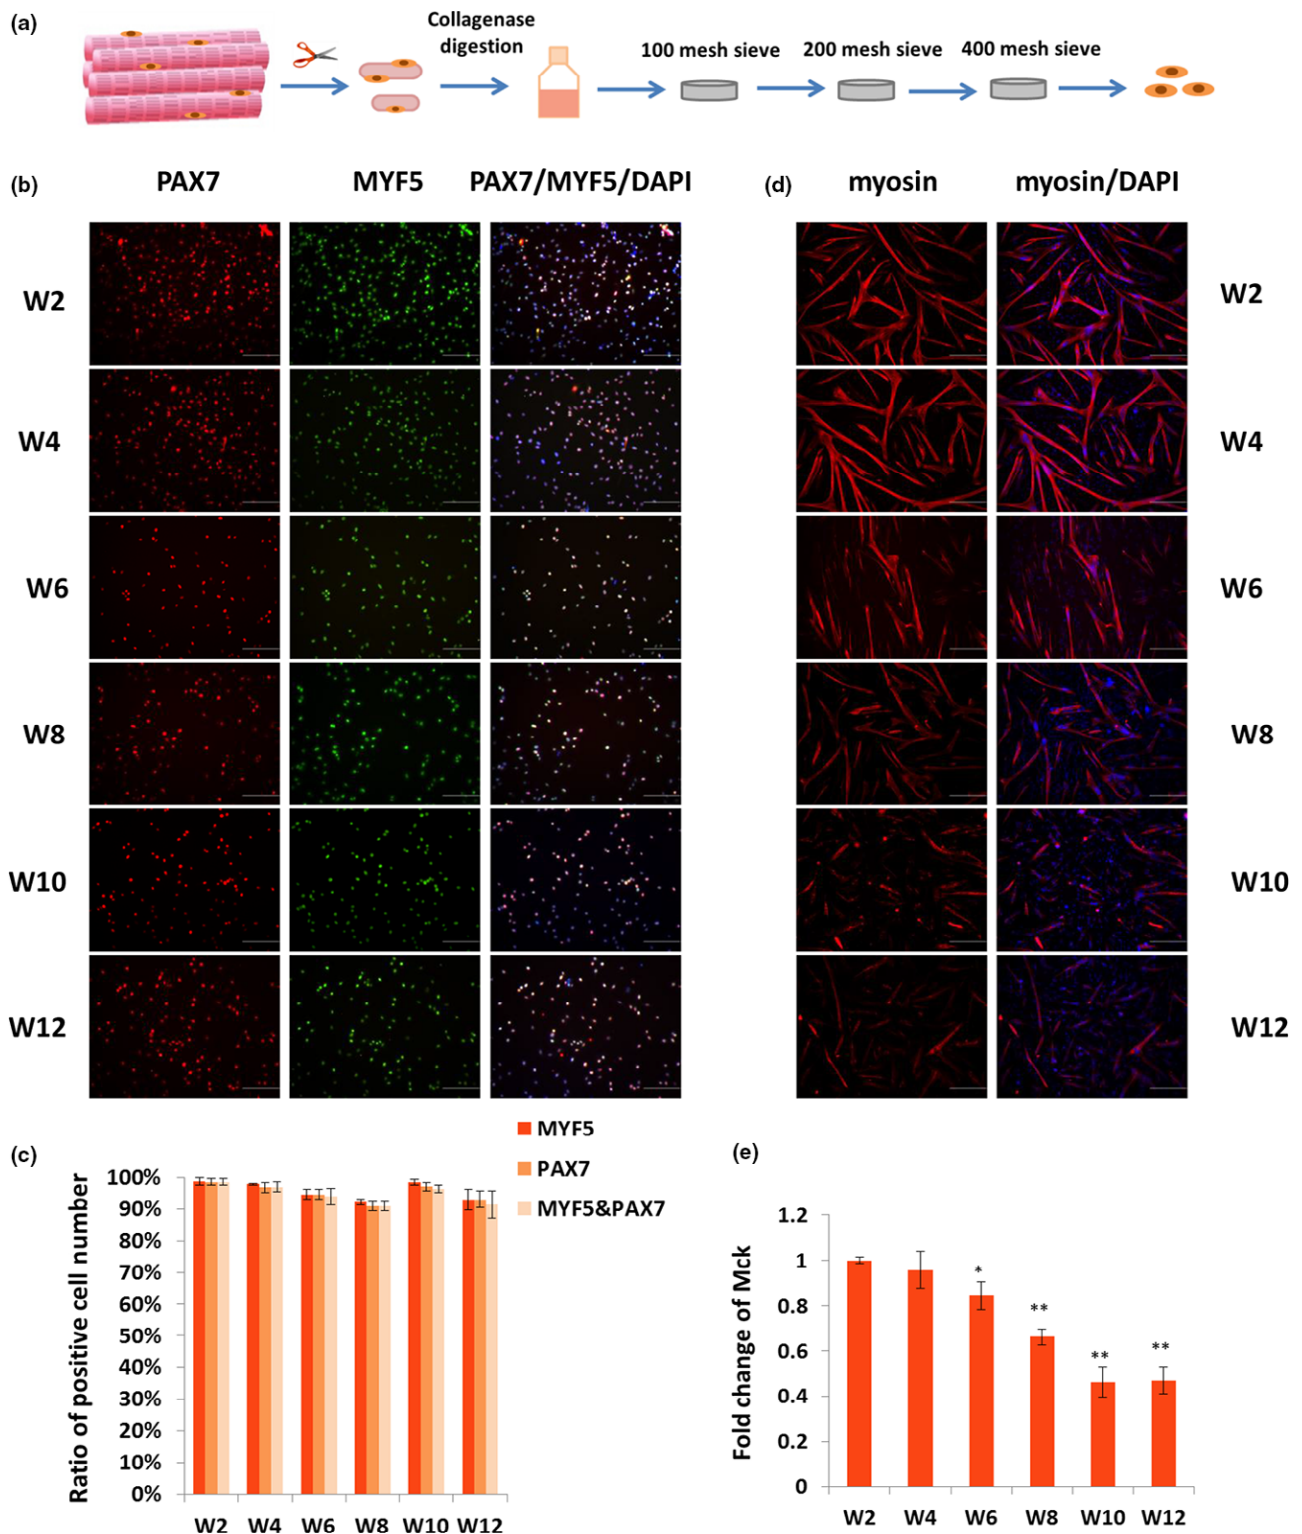 (a)
Collagenase
digestion
100 mesh sieve
200 mesh sieve
400 mesh sieve
(b)
PAX7
MYF5
PAX7/MYF5/DAPI
W2
W4
W6
W8
W10
W12
(d)
myosin
myosin/DAPI
W2
W4
W6
W8
W10
W12
(c)
MYF5
PAX7
MYF5&PAX7
Ratio of positive cell number
100%
90%
80%
70%
60%
50%
40%
30%
20%
10%
0%
W2 W4 W6 W8 W10 W12
(e)
Fold change of Mck
1.2
1
0.8
0.6
0.4
0.2
0
*
**
**
**
W2 W4 W6 W8 W10 W12